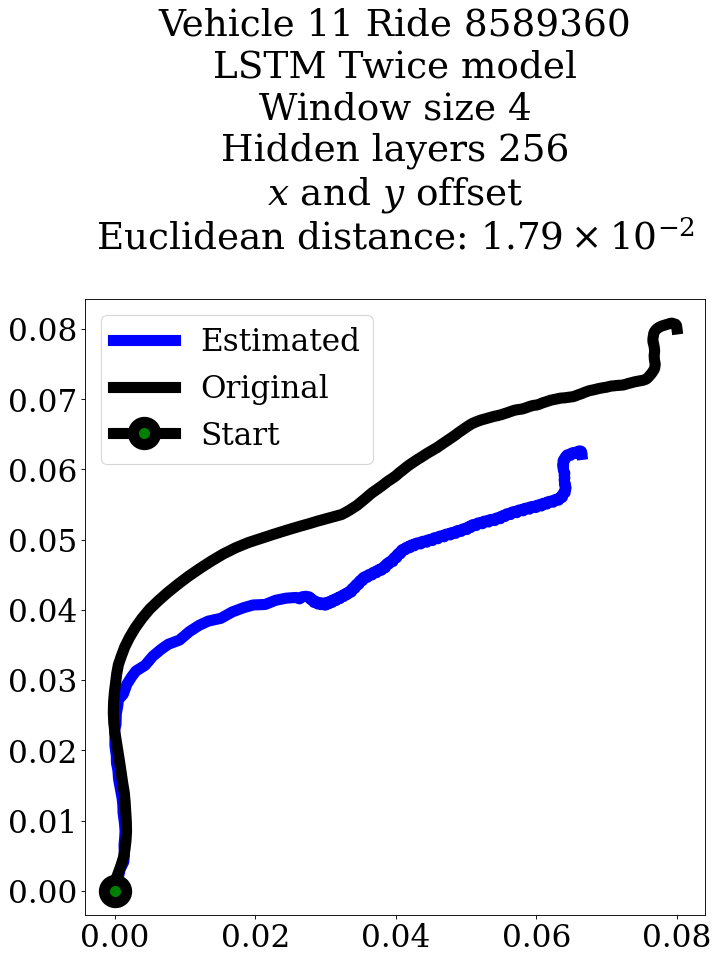 Vehicle 11 Ride 8589360
LSTM Twice model
Window size 4
Hidden layers 256
x and y offset
Euclidean distance: 1.79 × 10⁻²
Estimated
Original
Start
0.08
0.07
0.06
0.05
0.04
0.03
0.02
0.01
0.00
0.00 0.02 0.04 0.06 0.08